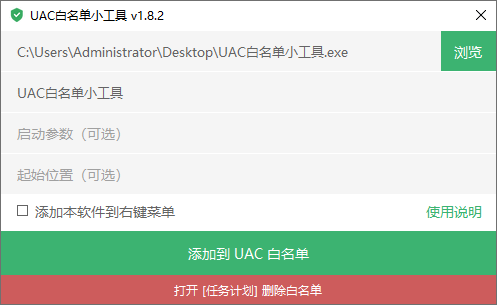 UAC白名单小工具 v1.8.2
C:\Users\Administrator\Desktop\UAC白名单小工具.exe 浏览
UAC白名单小工具
启动参数（可选）
起始位置（可选）
添加本软件到右键菜单 使用说明
添加到 UAC 白名单
打开 [任务计划] 删除白名单